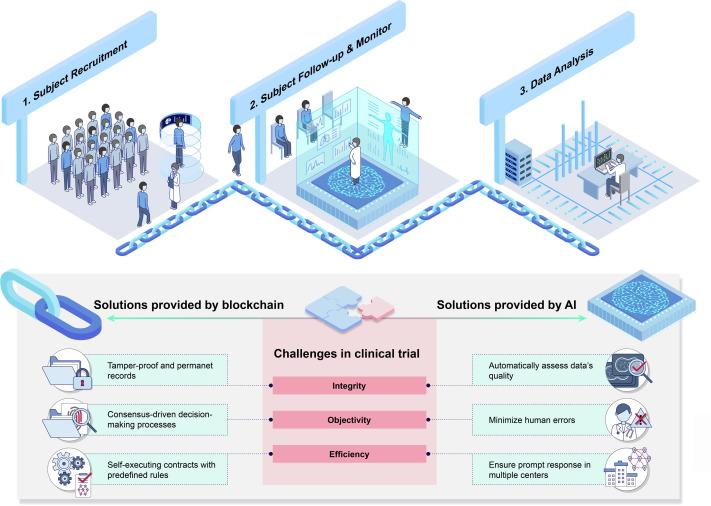 1. Subject Recruitment
2. Subject Follow-up & Monitor
3. Data Analysis
Solutions provided by blockchain
Solutions provided by AI
Challenges in clinical trial
Tamper-proof and permanet
records
Integrity
Automatically assess data's
quality
Consensus-driven decision-
making processes
Objectivity
Minimize human errors
Self-executing contracts with
predefined rules
Efficiency
Ensure prompt response in
multiple centers